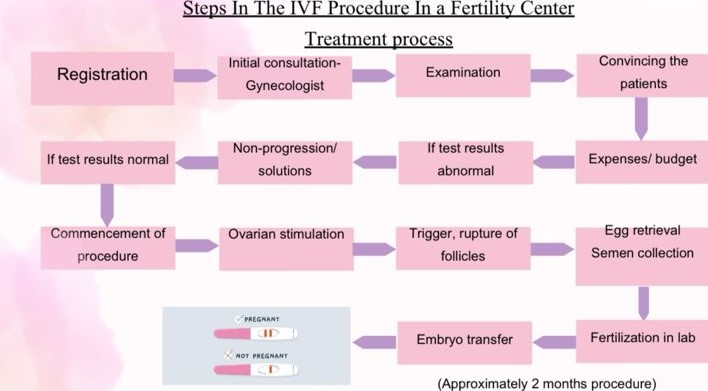 Steps In The IVF Procedure In a Fertility Center
Treatment process
Registration
Initial consultation-
Gynecologist
Examination
Convincing the
patients
Expenses/ budget
If test results
abnormal
Non-progression/
solutions
If test results normal
Commencement of
procedure
Ovarian stimulation
Trigger, rupture of
follicles
Egg retrieval
Semen collection
Fertilization in lab
Embryo transfer
PREGNANT
NOT PREGNANT
(Approximately 2 months procedure)